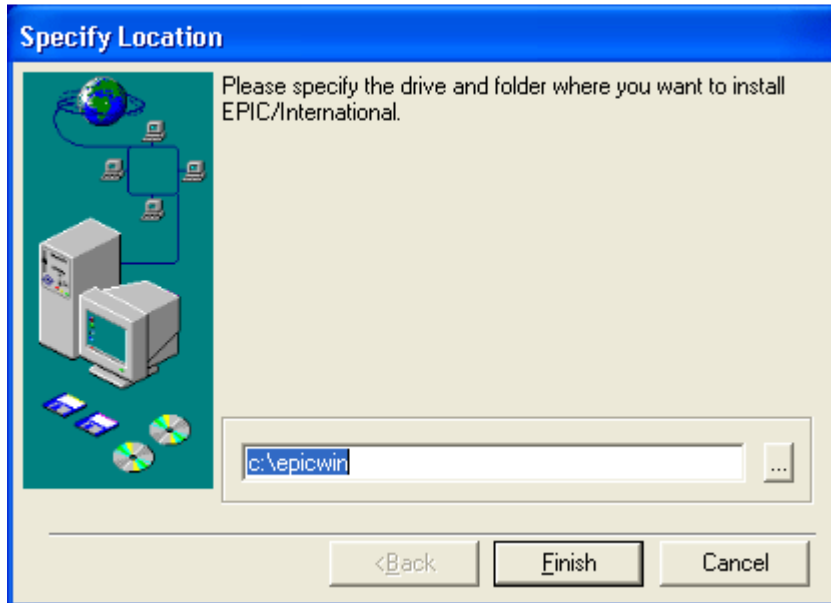 Specify Location
Please specify the drive and folder where you want to install
EPIC/International.
c:\epicwin
...
<Back
Finish
Cancel